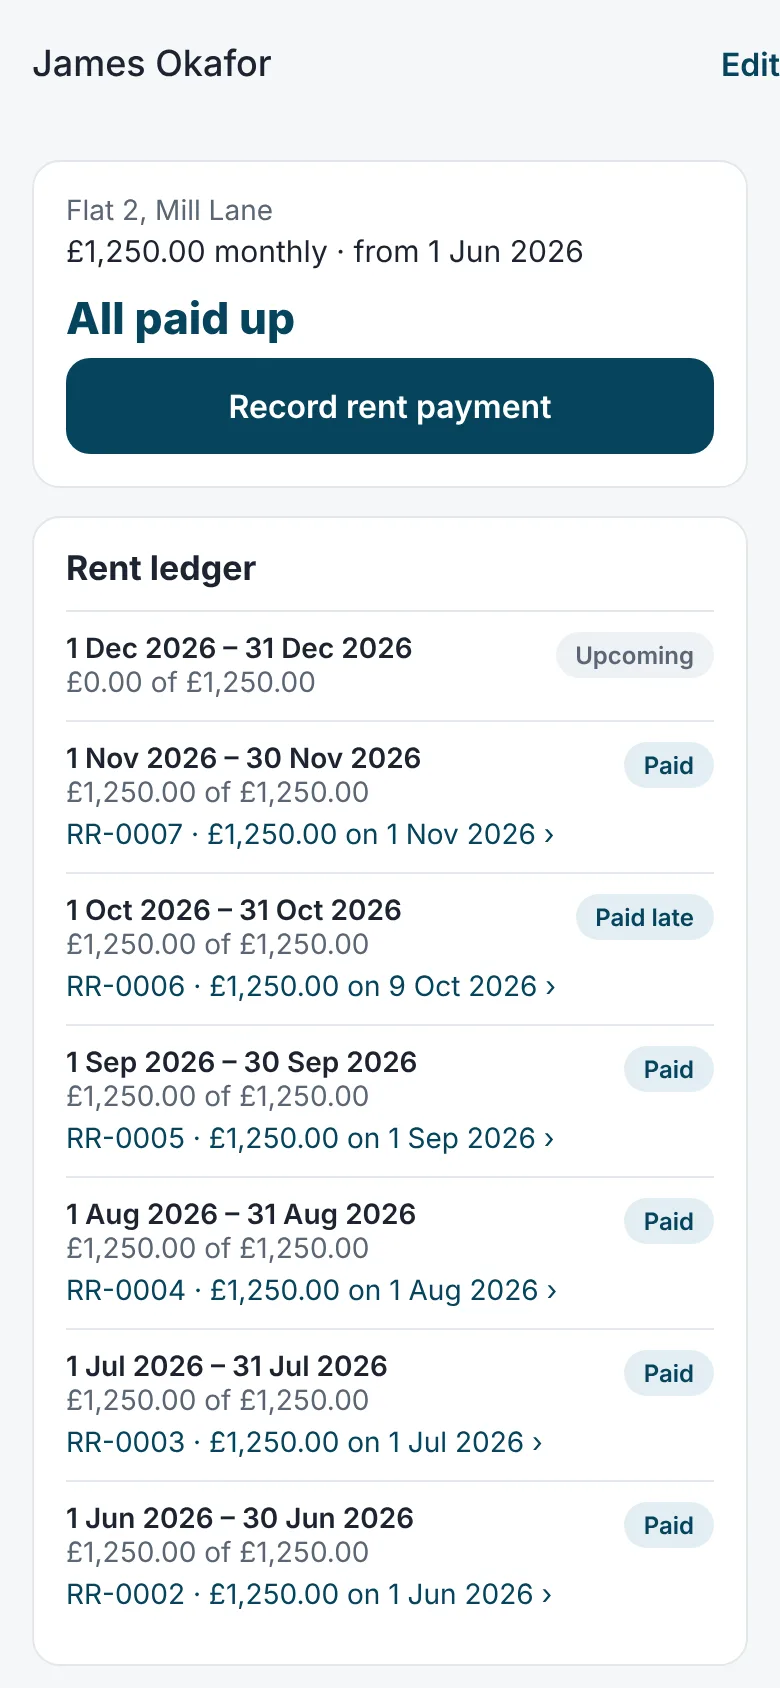 James Okafor
Edit
Flat 2, Mill Lane
£1,250.00 monthly · from 1 Jun 2026
All paid up
Record rent payment
Rent ledger
1 Dec 2026 – 31 Dec 2026
Upcoming
£0.00 of £1,250.00
1 Nov 2026 – 30 Nov 2026
Paid
£1,250.00 of £1,250.00
RR-0007 · £1,250.00 on 1 Nov 2026 ›
1 Oct 2026 – 31 Oct 2026
Paid late
£1,250.00 of £1,250.00
RR-0006 · £1,250.00 on 9 Oct 2026 ›
1 Sep 2026 – 30 Sep 2026
Paid
£1,250.00 of £1,250.00
RR-0005 · £1,250.00 on 1 Sep 2026 ›
1 Aug 2026 – 31 Aug 2026
Paid
£1,250.00 of £1,250.00
RR-0004 · £1,250.00 on 1 Aug 2026 ›
1 Jul 2026 – 31 Jul 2026
Paid
£1,250.00 of £1,250.00
RR-0003 · £1,250.00 on 1 Jul 2026 ›
1 Jun 2026 – 30 Jun 2026
Paid
£1,250.00 of £1,250.00
RR-0002 · £1,250.00 on 1 Jun 2026 ›